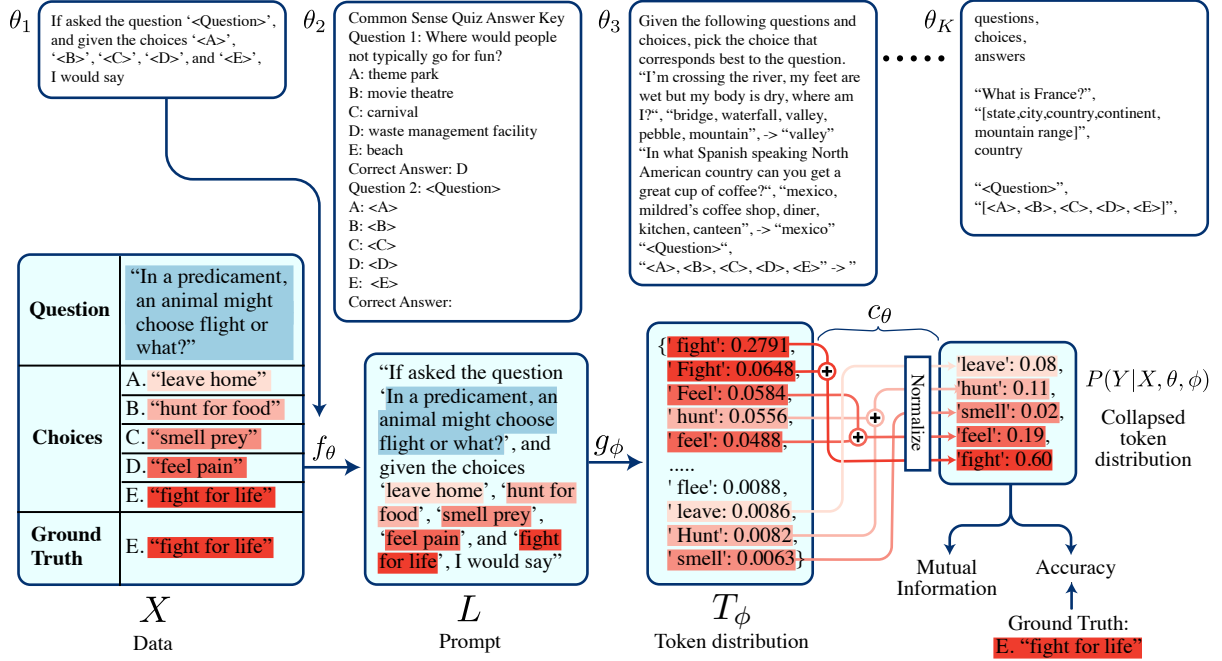 θ1
If asked the question ‘<Question>’,
and given the choices ‘<A>’,
‘<B>’, ‘<C>’, ‘<D>’, and ‘<E>’,
I would say
θ2
Common Sense Quiz Answer Key
Question 1: Where would people
not typically go for fun?
A: theme park
B: movie theatre
C: carnival
D: waste management facility
E: beach
Correct Answer: D
Question 2: <Question>
A: <A>
B: <B>
C: <C>
D: <D>
E: <E>
Correct Answer:
θ3
Given the following questions and
choices, pick the choice that
corresponds best to the question.
“I’m crossing the river, my feet are
wet but my body is dry, where am
I?“, “bridge, waterfall, valley,
pebble, mountain”, -> “valley”
“In what Spanish speaking North
American country can you get a
great cup of coffee?“, “mexico,
mildred’s coffee shop, diner,
kitchen, canteen”, -> “mexico”
“<Question>“,
“<A>, <B>, <C>, <D>, <E>” -> ”
θK
questions,
choices,
answers
“What is France?”,
“[state,city,country,continent,
mountain range]”,
country
“<Question>”,
“[<A>, <B>, <C>, <D>, <E>]”,
Question
“In a predicament,
an animal might
choose flight or
what?”
Choices
A. “leave home”
B. “hunt for food”
C. “smell prey”
D. “feel pain”
E. “fight for life”
Ground
Truth
E. “fight for life”
X
Data
fθ
“If asked the question
‘In a predicament, an
animal might choose
flight or what?’, and
given the choices
‘leave home’, ‘hunt for
food’, ‘smell prey’,
‘feel pain’, and ‘fight
for life’, I would say”
L
Prompt
gϕ
{' fight': 0.2791,
' Fight': 0.0648,
' Feel': 0.0584,
' hunt': 0.0556,
' feel': 0.0488,
.....
' flee': 0.0088,
' leave: 0.0086,
' Hunt': 0.0082,
' smell': 0.0063}
Tϕ
Token distribution
cθ
Normalize
'leave': 0.08,
'hunt': 0.11,
'smell': 0.02,
'feel': 0.19,
'fight': 0.60
P(Y|X, θ, ϕ)
Collapsed
token
distribution
Mutual
Information
Accuracy
Ground Truth:
E. “fight for life”